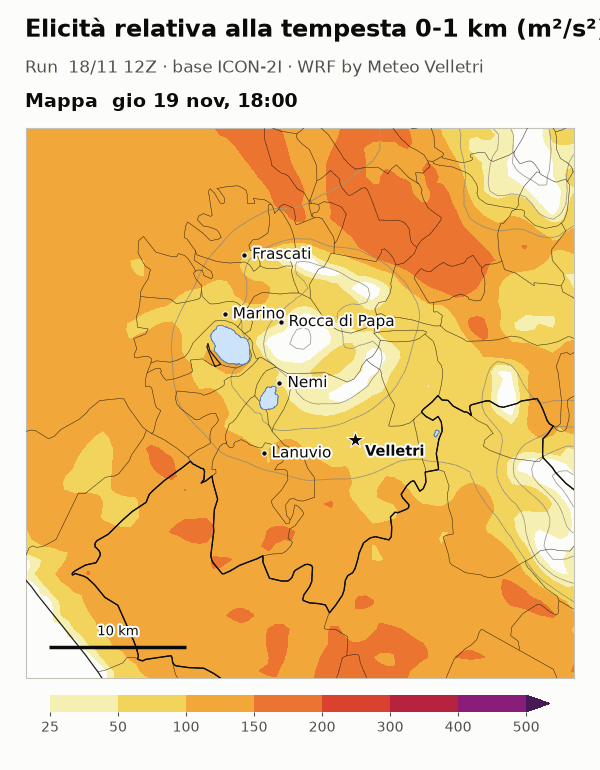 Elicità relativa alla tempesta 0-1 km (m²/s²)
Run  18/11 12Z · base ICON-2I · WRF by Meteo Velletri
Mappa  gio 19 nov, 18:00
Frascati
Marino
Rocca di Papa
Nemi
Velletri
Lanuvio
10 km
25 50 100 150 200 300 400 500